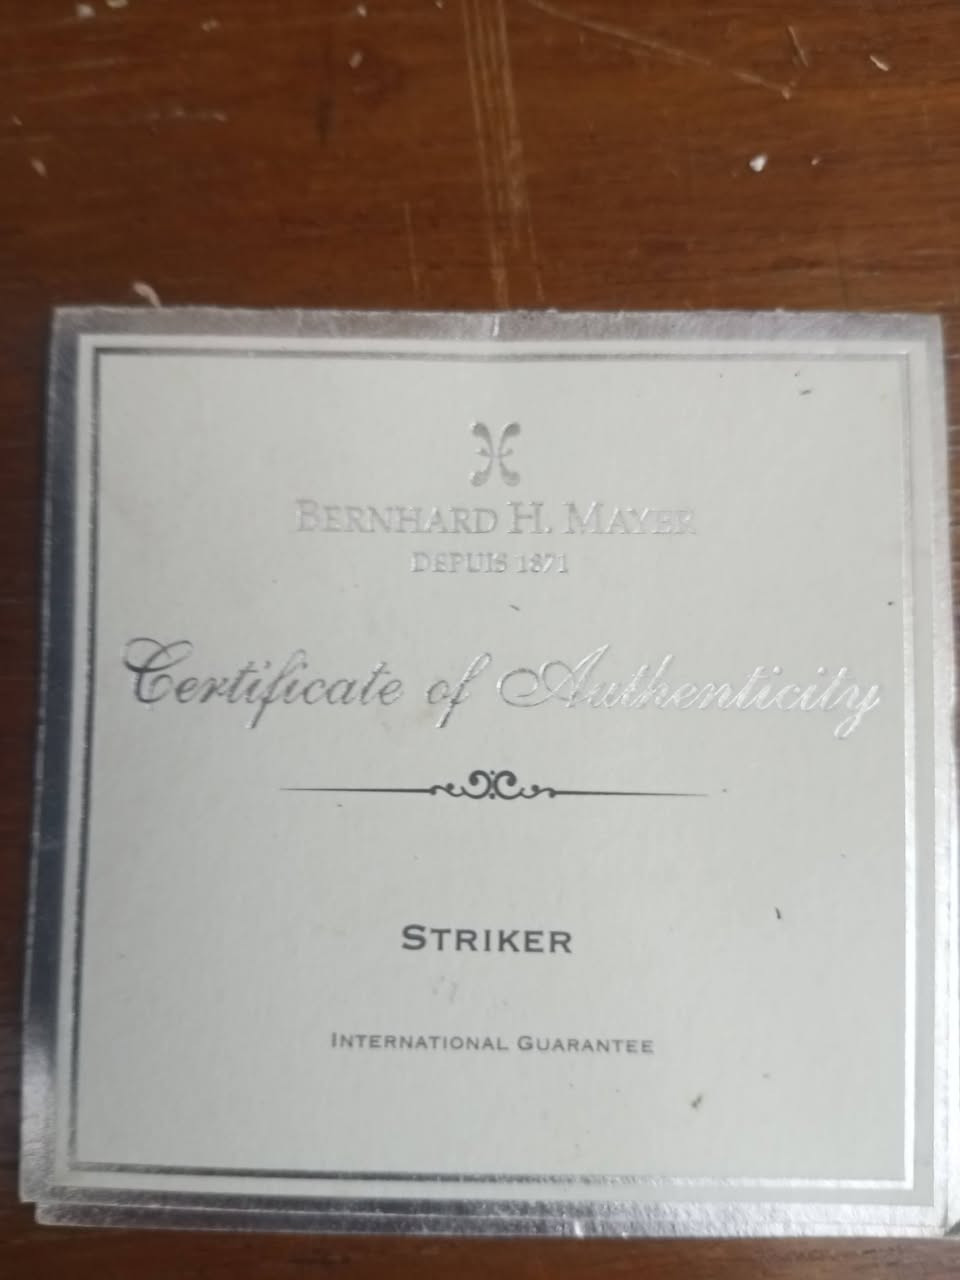 BERNHARD H. MAYER
DEPUIS 1871
Certificate of Authenticity
STRIKER
INTERNATIONAL GUARANTEE